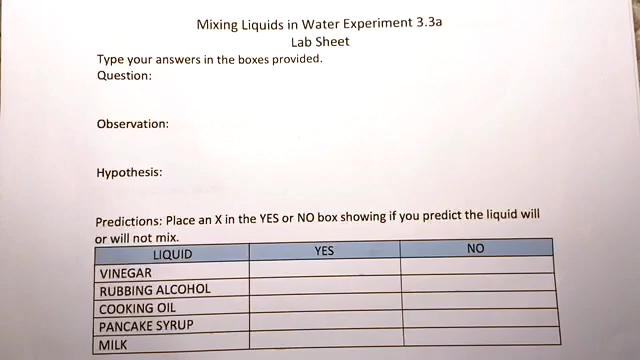 Mixing Liquids in Water Experiment 3.3a
Lab Sheet
Type your answers in the boxes provided.
Question:
Observation:
Hypothesis:
Predictions: Place an X in the YES or NO box showing if you predict the liquid will
or will not mix.
LIQUID YES NO
VINEGAR
RUBBING ALCOHOL
COOKING OIL
PANCAKE SYRUP
MILK